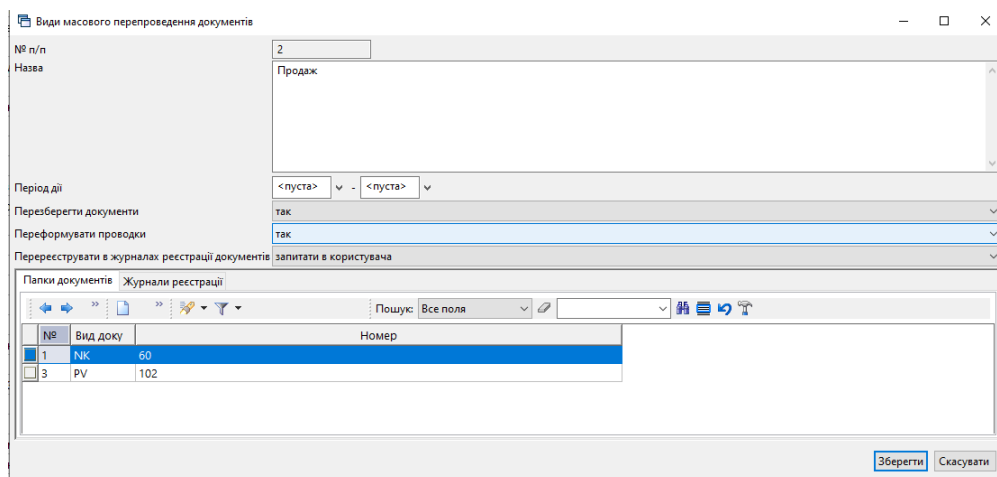 Види масового перепроведення документів
№ п/п 2
Назва Продаж
Період дії <пуста> - <пуста>
Перезберегти документи так
Переформувати проводки так
Перереєструвати в журналах реєстрації документів запитати в користувача
Папки документів Журнали реєстрації
Пошук: Все поля
№ Вид доку Номер
1 NK 60
3 PV 102
Зберегти Скасувати